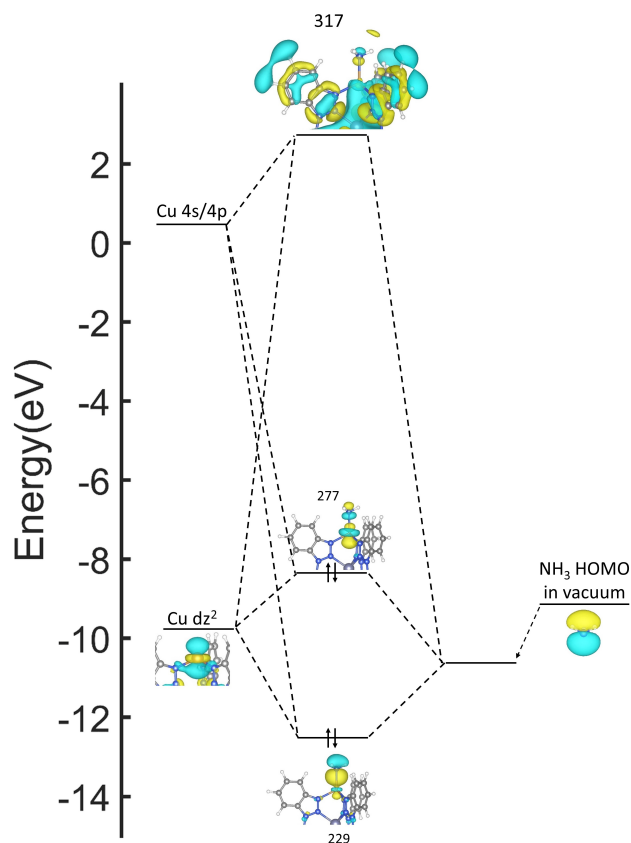 317
2
Cu 4s/4p
0
-2
-4
Energy(eV)
-6
277
-8
NH₃ HOMO
in vacuum
Cu dz²
-10
-12
-14
229